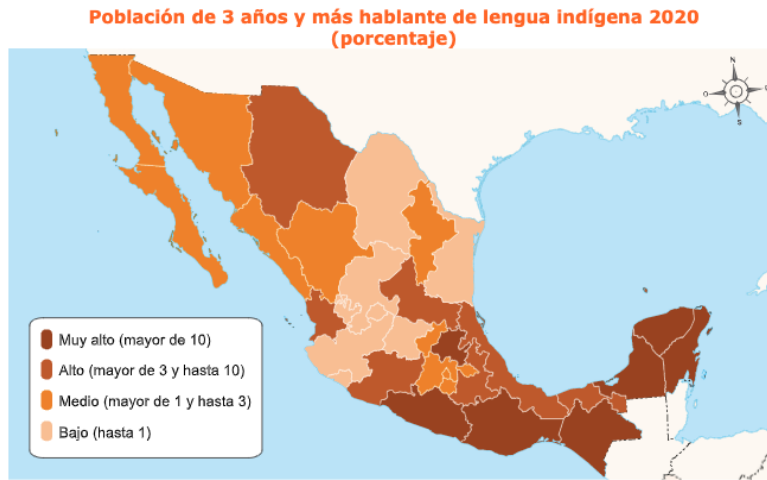 Población de 3 años y más hablante de lengua indígena 2020
(porcentaje)
N
O
S
Muy alto (mayor de 10)
Alto (mayor de 3 y hasta 10)
Medio (mayor de 1 y hasta 3)
Bajo (hasta 1)